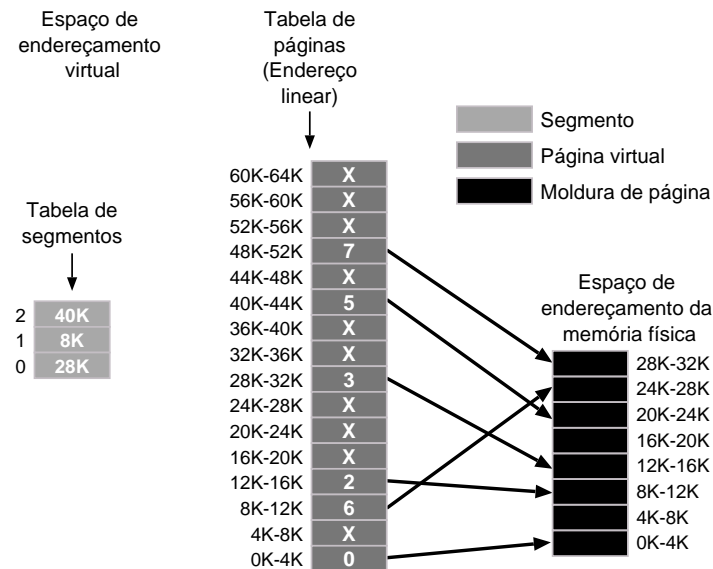 Espaço de
endereçamento
virtual
Tabela de
páginas
(Endereço
linear)
Segmento
Página virtual
Moldura de página
Tabela de
segmentos
2 40K
1 8K
0 28K
60K-64K X
56K-60K X
52K-56K X
48K-52K 7
44K-48K X
40K-44K 5
36K-40K X
32K-36K X
28K-32K 3
24K-28K X
20K-24K X
16K-20K X
12K-16K 2
8K-12K 6
4K-8K X
0K-4K 0
Espaço de
endereçamento da
memória física
28K-32K
24K-28K
20K-24K
16K-20K
12K-16K
8K-12K
4K-8K
0K-4K